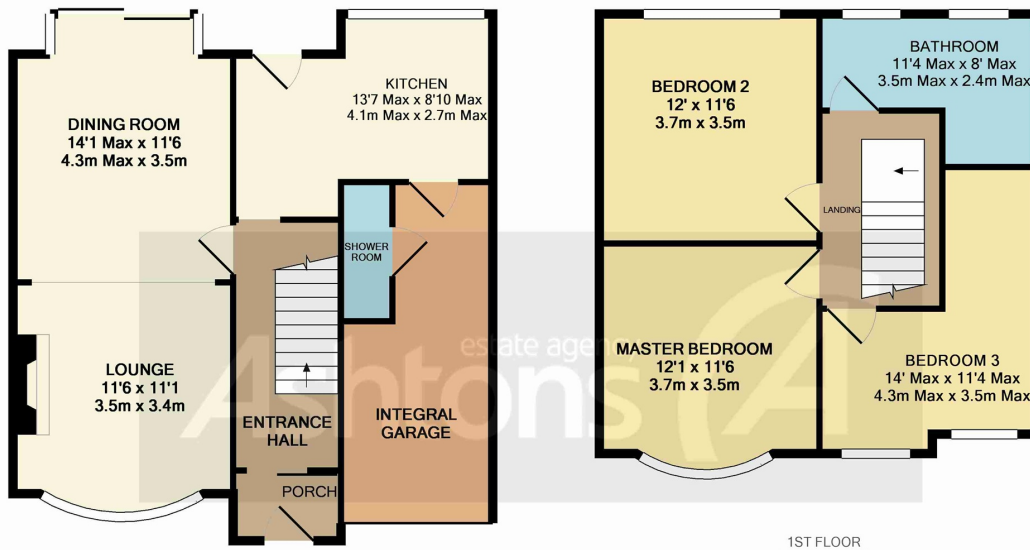 DINING ROOM
14'1 Max x 11'6
4.3m Max x 3.5m
KITCHEN
13'7 Max x 8'10 Max
4.1m Max x 2.7m Max
SHOWER
ROOM
LOUNGE
11'6 x 11'1
3.5m x 3.4m
ENTRANCE
HALL
INTEGRAL
GARAGE
PORCH
BEDROOM 2
12' x 11'6
3.7m x 3.5m
BATHROOM
11'4 Max x 8' Max
3.5m Max x 2.4m Max
LANDING
MASTER BEDROOM
12'1 x 11'6
3.7m x 3.5m
BEDROOM 3
14' Max x 11'4 Max
4.3m Max x 3.5m Max
estate agency
Ashtons
1ST FLOOR